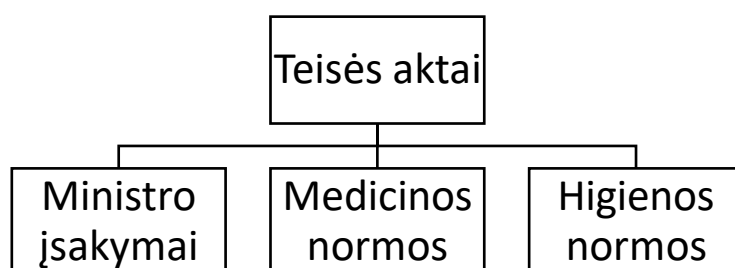 Teisės aktai
Ministro
įsakymai
Medicinos
normos
Higienos
normos